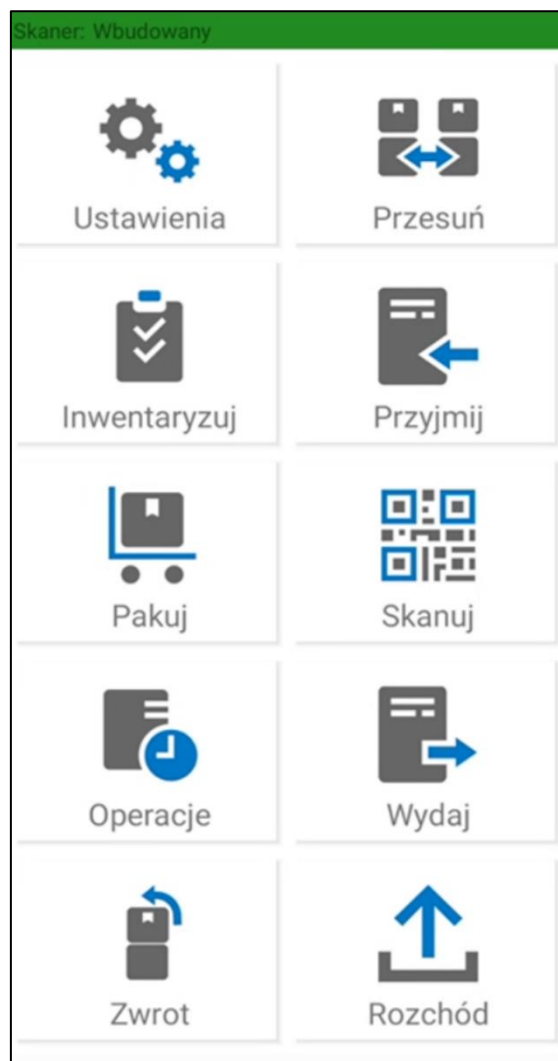 Skaner: Wbudowany
Ustawienia
Przesuń
Inwentaryzuj
Przyjmij
Pakuj
Skanuj
Operacje
Wydaj
Zwrot
Rozchód